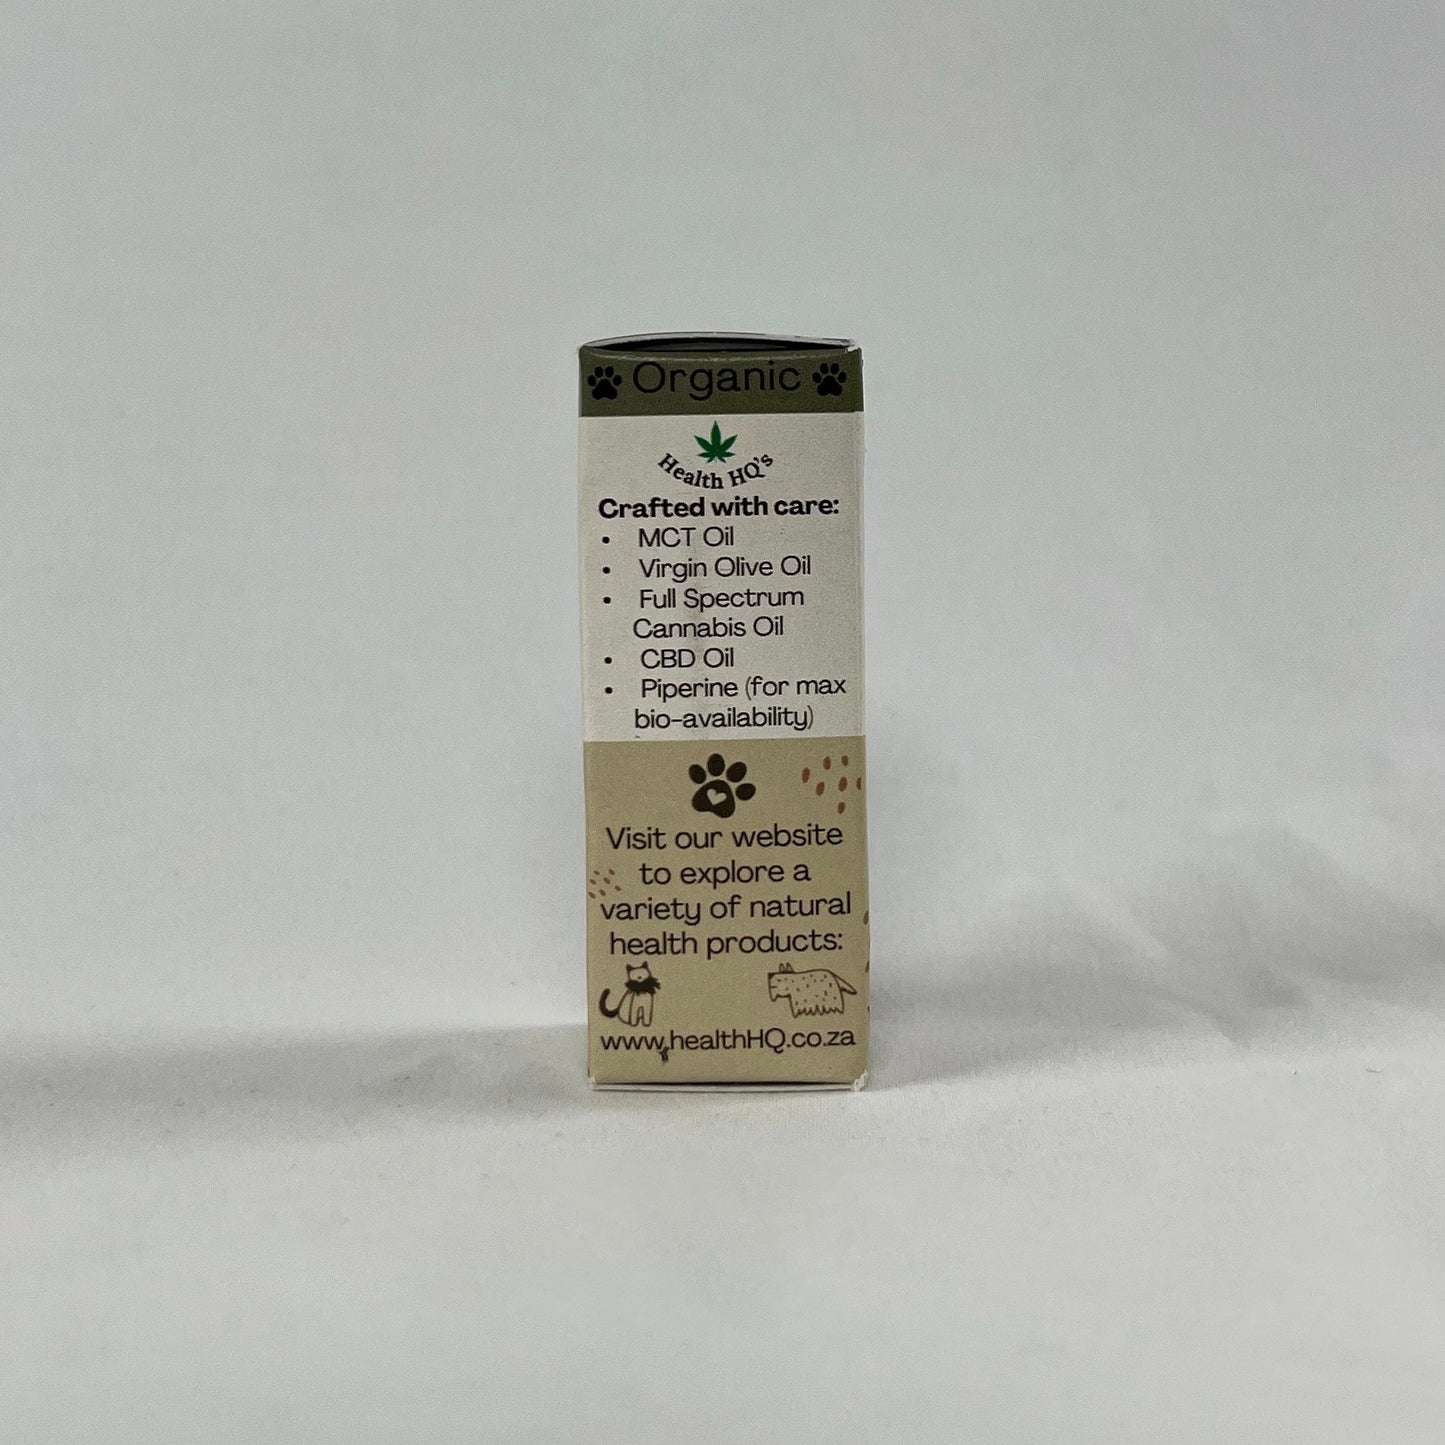 Organic
Health HQ's
Crafted with care:
• MCT Oil
• Virgin Olive Oil
• Full Spectrum
Cannabis Oil
• CBD Oil
• Piperine (for max
bio-availability)
Visit our website
to explore a
variety of natural
health products:
www.healthHQ.co.za